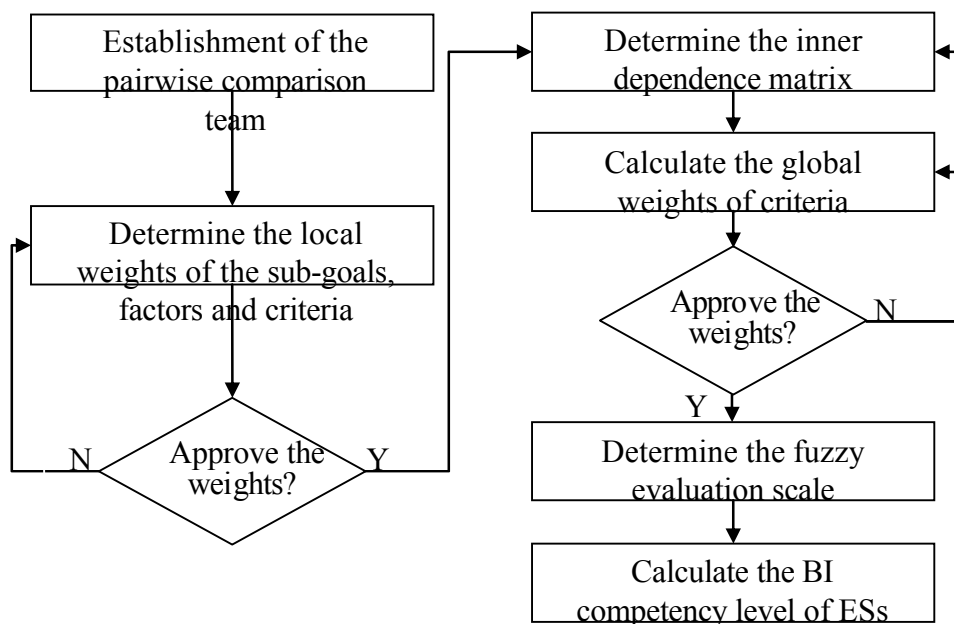 Establishment of the
pairwise comparison
team
Determine the local
weights of the sub-goals,
factors and criteria
Approve the
weights?
N
Y
Determine the inner
dependence matrix
Calculate the global
weights of criteria
Approve the
weights?
N
Y
Determine the fuzzy
evaluation scale
Calculate the BI
competency level of ESs